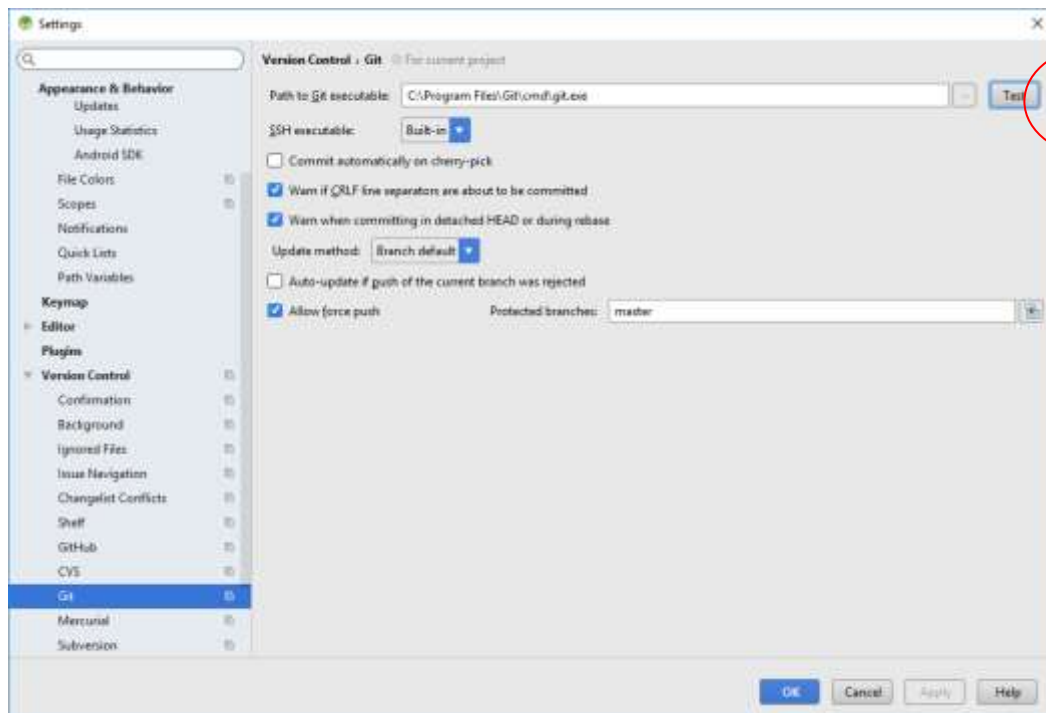 Settings
Version Control › Git For current project
Appearance & Behavior
Updates
Usage Statistics
Android SDK
File Colors
Scopes
Notifications
Quick Lists
Path Variables
Keymap
Editor
Plugins
Version Control
Confirmation
Background
Ignored Files
Issue Navigation
Changelist Conflicts
Shelf
GitHub
CVS
Git
Mercurial
Subversion
Path to Git executable: C:\Program Files\Git\cmd\git.exe ... Test
SSH executable: Built-in
Commit automatically on cherry-pick
Warn if CRLF line separators are about to be committed
Warn when committing in detached HEAD or during rebase
Update method: Branch default
Auto-update if push of the current branch was rejected
Allow force push Protected branches: master
OK Cancel Apply Help